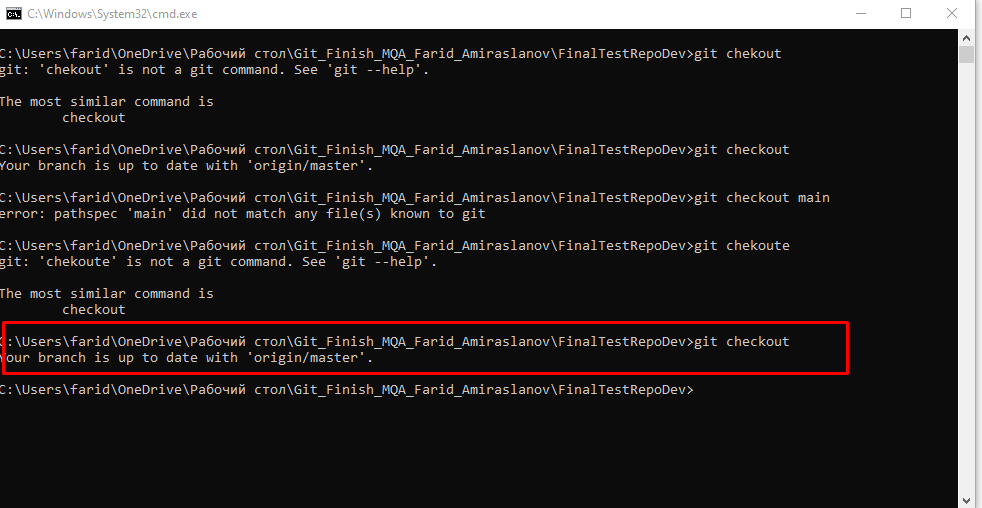 C:\Windows\System32\cmd.exe
C:\Users\farid\OneDrive\Рабочий стол\Git_Finish_MQA_Farid_Amiraslanov\FinalTestRepoDev>git chekout
git: 'chekout' is not a git command. See 'git --help'.
The most similar command is
checkout
C:\Users\farid\OneDrive\Рабочий стол\Git_Finish_MQA_Farid_Amiraslanov\FinalTestRepoDev>git checkout
Your branch is up to date with 'origin/master'.
C:\Users\farid\OneDrive\Рабочий стол\Git_Finish_MQA_Farid_Amiraslanov\FinalTestRepoDev>git checkout main
error: pathspec 'main' did not match any file(s) known to git
C:\Users\farid\OneDrive\Рабочий стол\Git_Finish_MQA_Farid_Amiraslanov\FinalTestRepoDev>git chekoute
git: 'chekoute' is not a git command. See 'git --help'.
The most similar command is
checkout
C:\Users\farid\OneDrive\Рабочий стол\Git_Finish_MQA_Farid_Amiraslanov\FinalTestRepoDev>git checkout
Your branch is up to date with 'origin/master'.
C:\Users\farid\OneDrive\Рабочий стол\Git_Finish_MQA_Farid_Amiraslanov\FinalTestRepoDev>